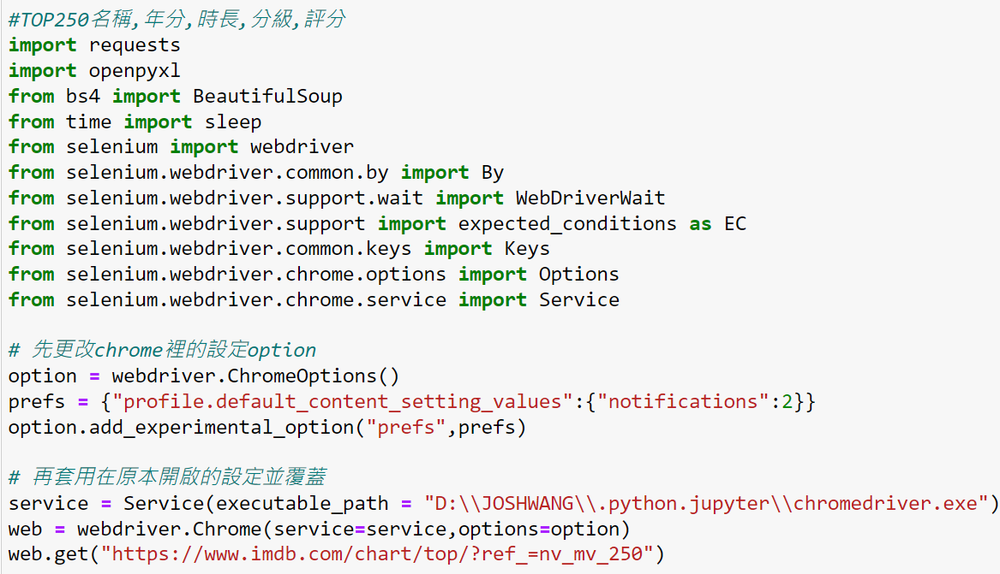 #TOP250名稱,年分,時長,分級,評分
import requests
import openpyxl
from bs4 import BeautifulSoup
from time import sleep
from selenium import webdriver
from selenium.webdriver.common.by import By
from selenium.webdriver.support.wait import WebDriverWait
from selenium.webdriver.support import expected_conditions as EC
from selenium.webdriver.common.keys import Keys
from selenium.webdriver.chrome.options import Options
from selenium.webdriver.chrome.service import Service
# 先更改chrome裡的設定option
option = webdriver.ChromeOptions()
prefs = {"profile.default_content_setting_values":{"notifications":2}}
option.add_experimental_option("prefs",prefs)
# 再套用在原本開啟的設定並覆蓋
service = Service(executable_path = "D:\\JOSHWANG\\.python.jupyter\\chromedriver.exe")
web = webdriver.Chrome(service=service,options=option)
web.get("https://www.imdb.com/chart/top/?ref_=nv_mv_250")